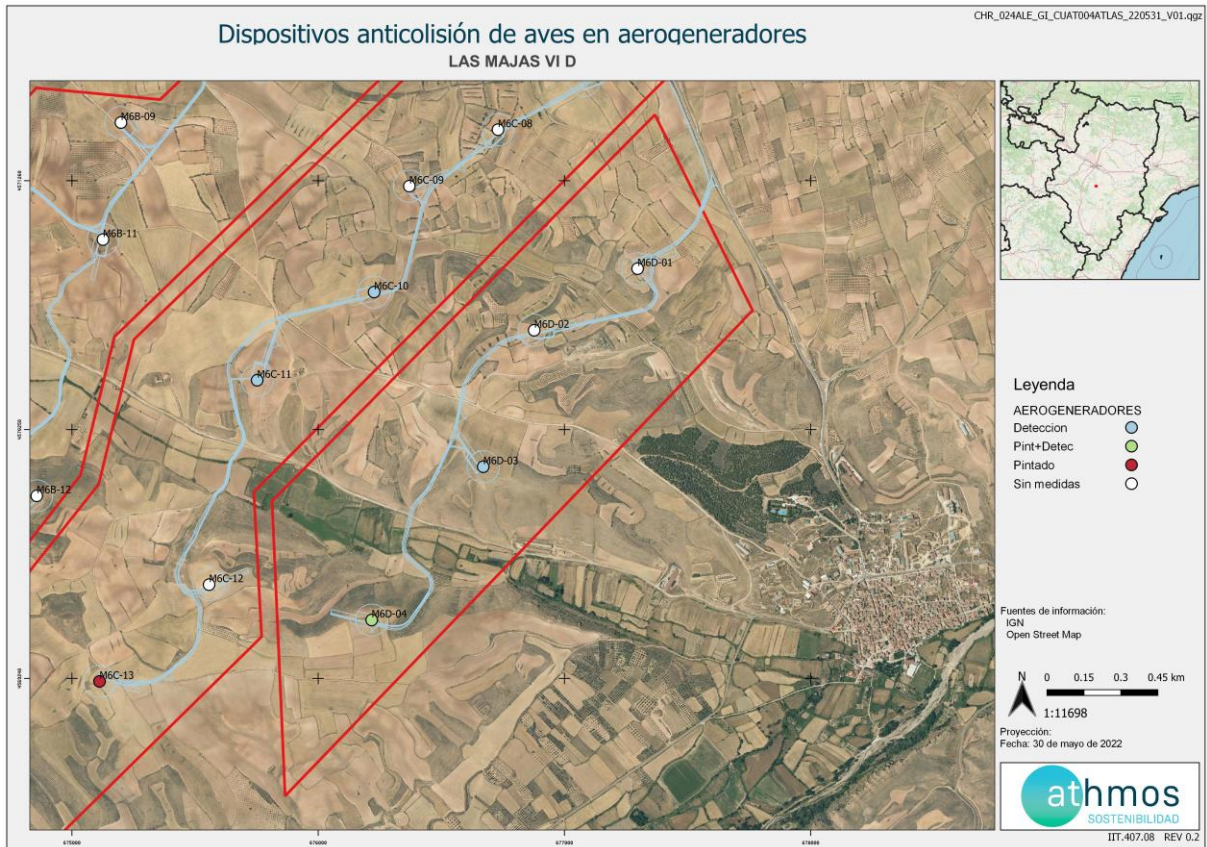 CHR_024ALE_GI_CUAT004ATLAS_220531_V01.qgz
Dispositivos anticolisión de aves en aerogeneradores
LAS MAJAS VI D
M6B-09
M6C-08
M6C-09
M6B-11
M6D-01
M6C-10
M6D-02
M6C-11
M6D-03
M6B-12
M6C-12
M6D-04
M6C-13
675000
676000
677000
678000
Leyenda
AEROGENERADORES
Deteccion
Pint+Detec
Pintado
Sin medidas
Fuentes de información:
IGN
Open Street Map
N
0 0.15 0.3 0.45 km
1:11698
Proyección:
Fecha: 30 de mayo de 2022
athmos
SOSTENIBILIDAD
IIT.407.08 REV 0.2